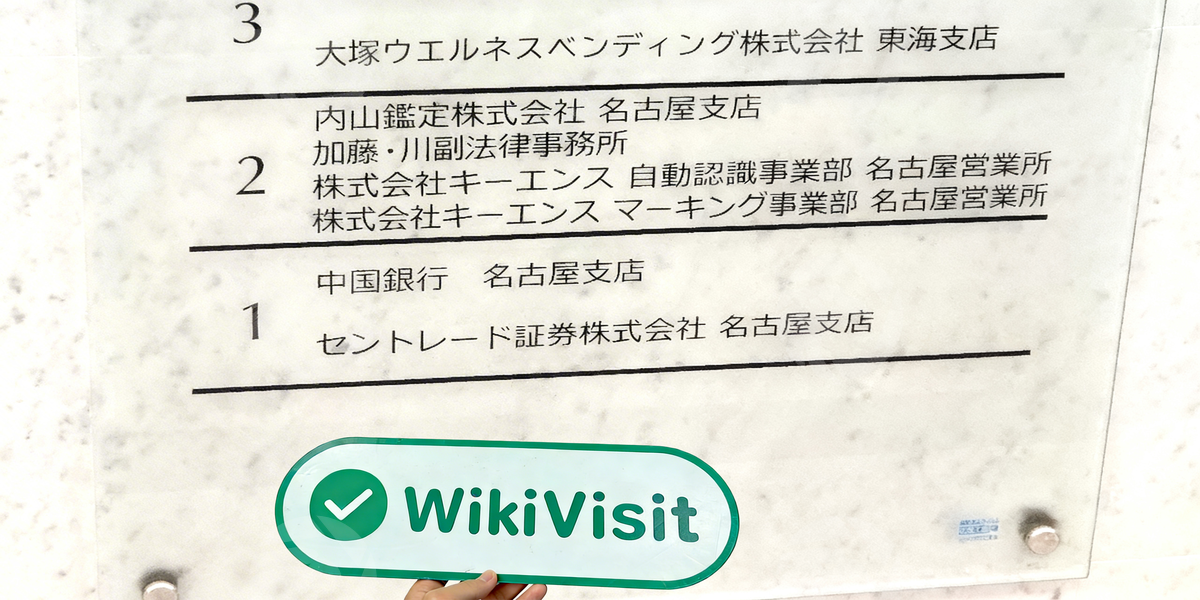 3
大塚ウエルネスベンディング株式会社 東海支店
2
内山鑑定株式会社 名古屋支店
加藤・川副法律事務所
株式会社キーエンス 自動認識事業部 名古屋営業所
株式会社キーエンス マーキング事業部 名古屋営業所
1
中国銀行 名古屋支店
セントレード証券株式会社 名古屋支店
WikiVisit